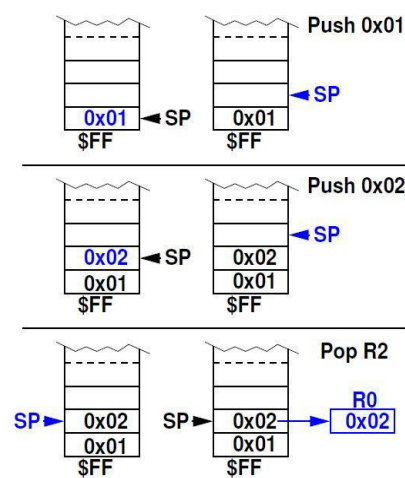 Push 0x01
SP
0x01 SP 0x01
$FF $FF
Push 0x02
SP
0x02 SP 0x02
0x01 0x01
$FF $FF
Pop R2
R0
SP 0x02 SP 0x02 0x02
0x01 0x01
$FF $FF